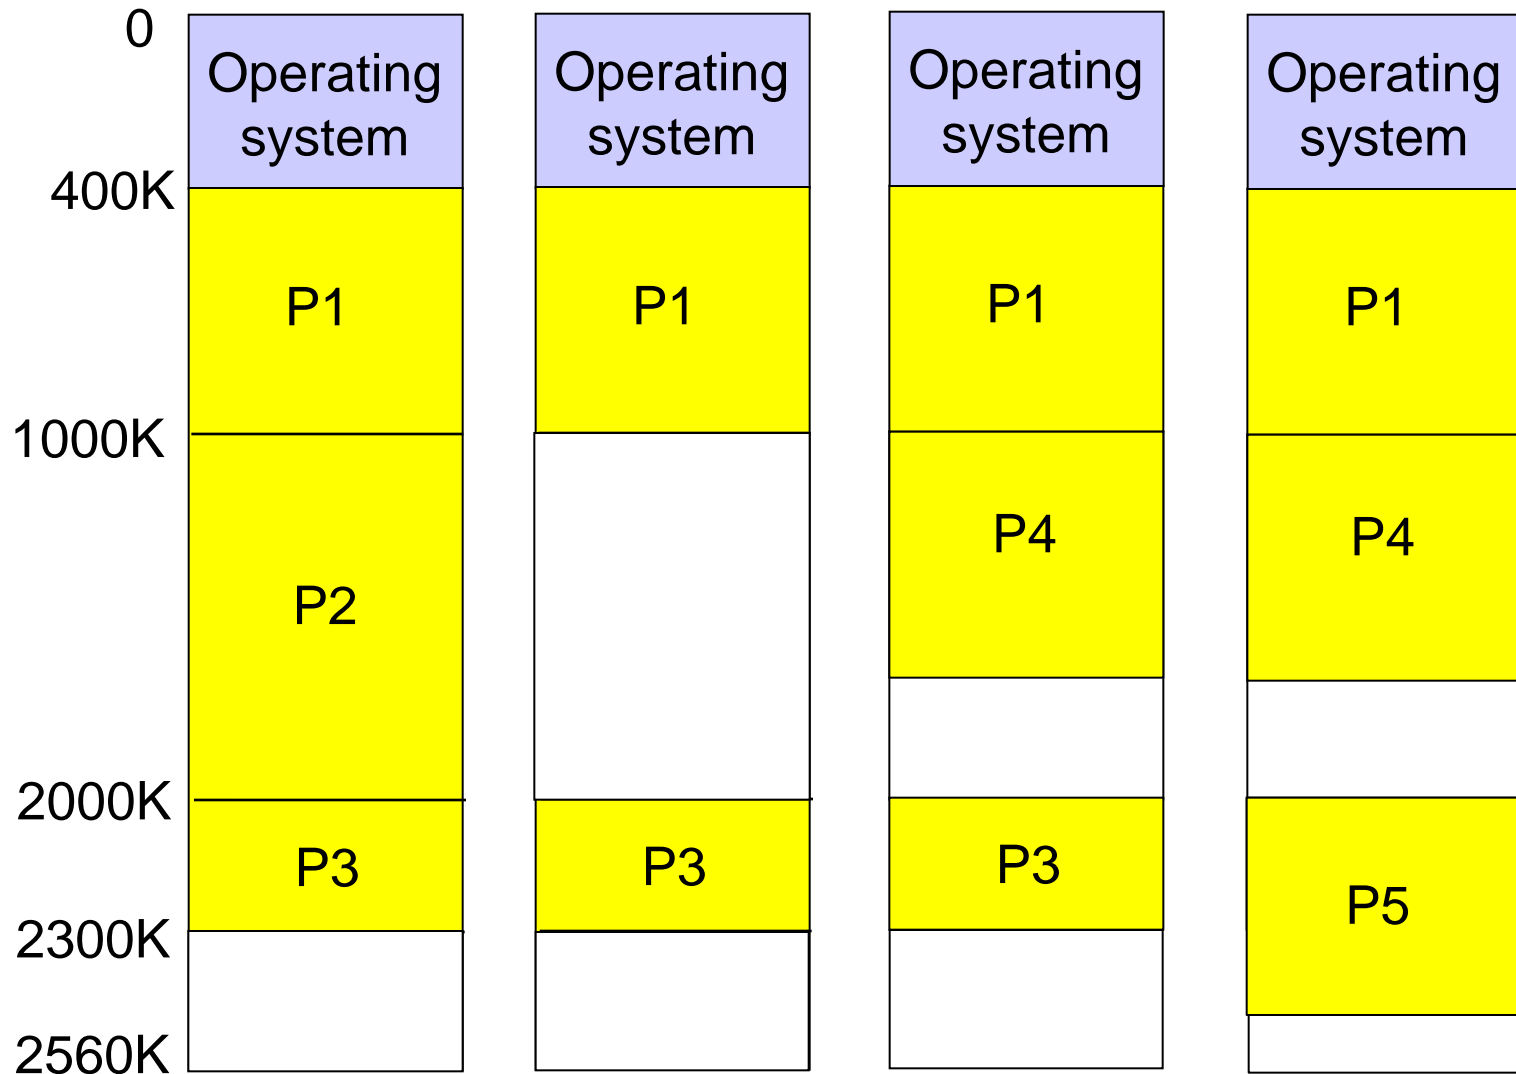 0
400K
1000K
2000K
2300K
2560K
Operating
system
P1
P2
P3
Operating
system
P1
P3
Operating
system
P1
P4
P3
Operating
system
P1
P4
P5